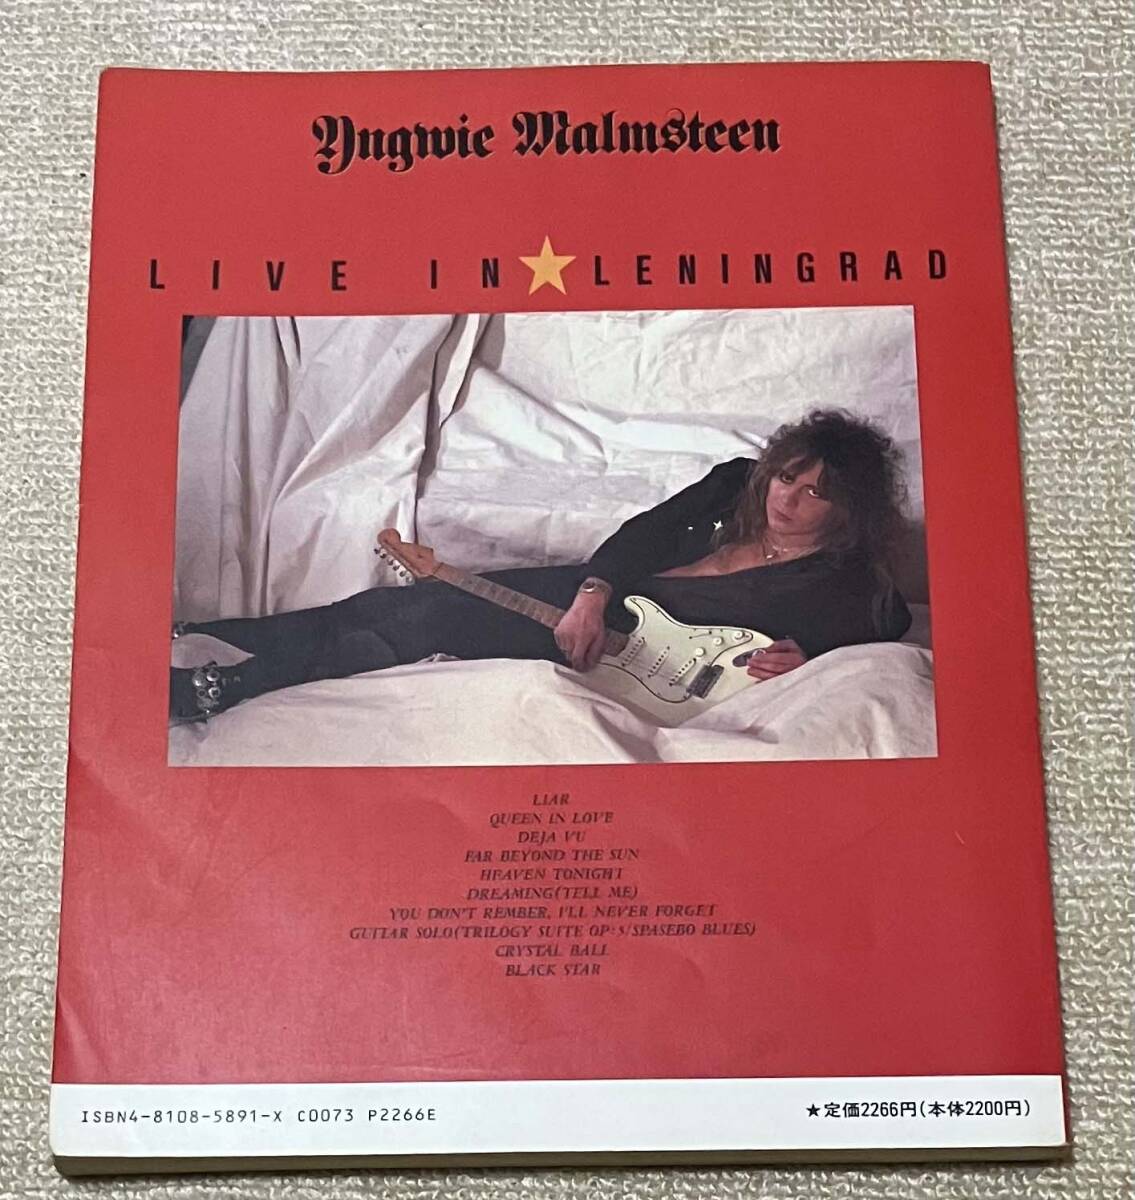 Yngwie Malmsteen
LIVE IN★LENINGRAD
LIAR
QUEEN IN LOVE
DEJA VU
FAR BEYOND THE SUN
HEAVEN TONIGHT
DREAMING(TELL ME)
YOU DON'T REMBER, I'LL NEVER FORGET
GUITAR SOLO(TRILOGY SUITE OP:5/SPASEBO BLUES)
CRYSTAL BALL
BLACK STAR
ISBN4-8108-5891-X C0073 P2266E
★定価2266円(本体2200円)